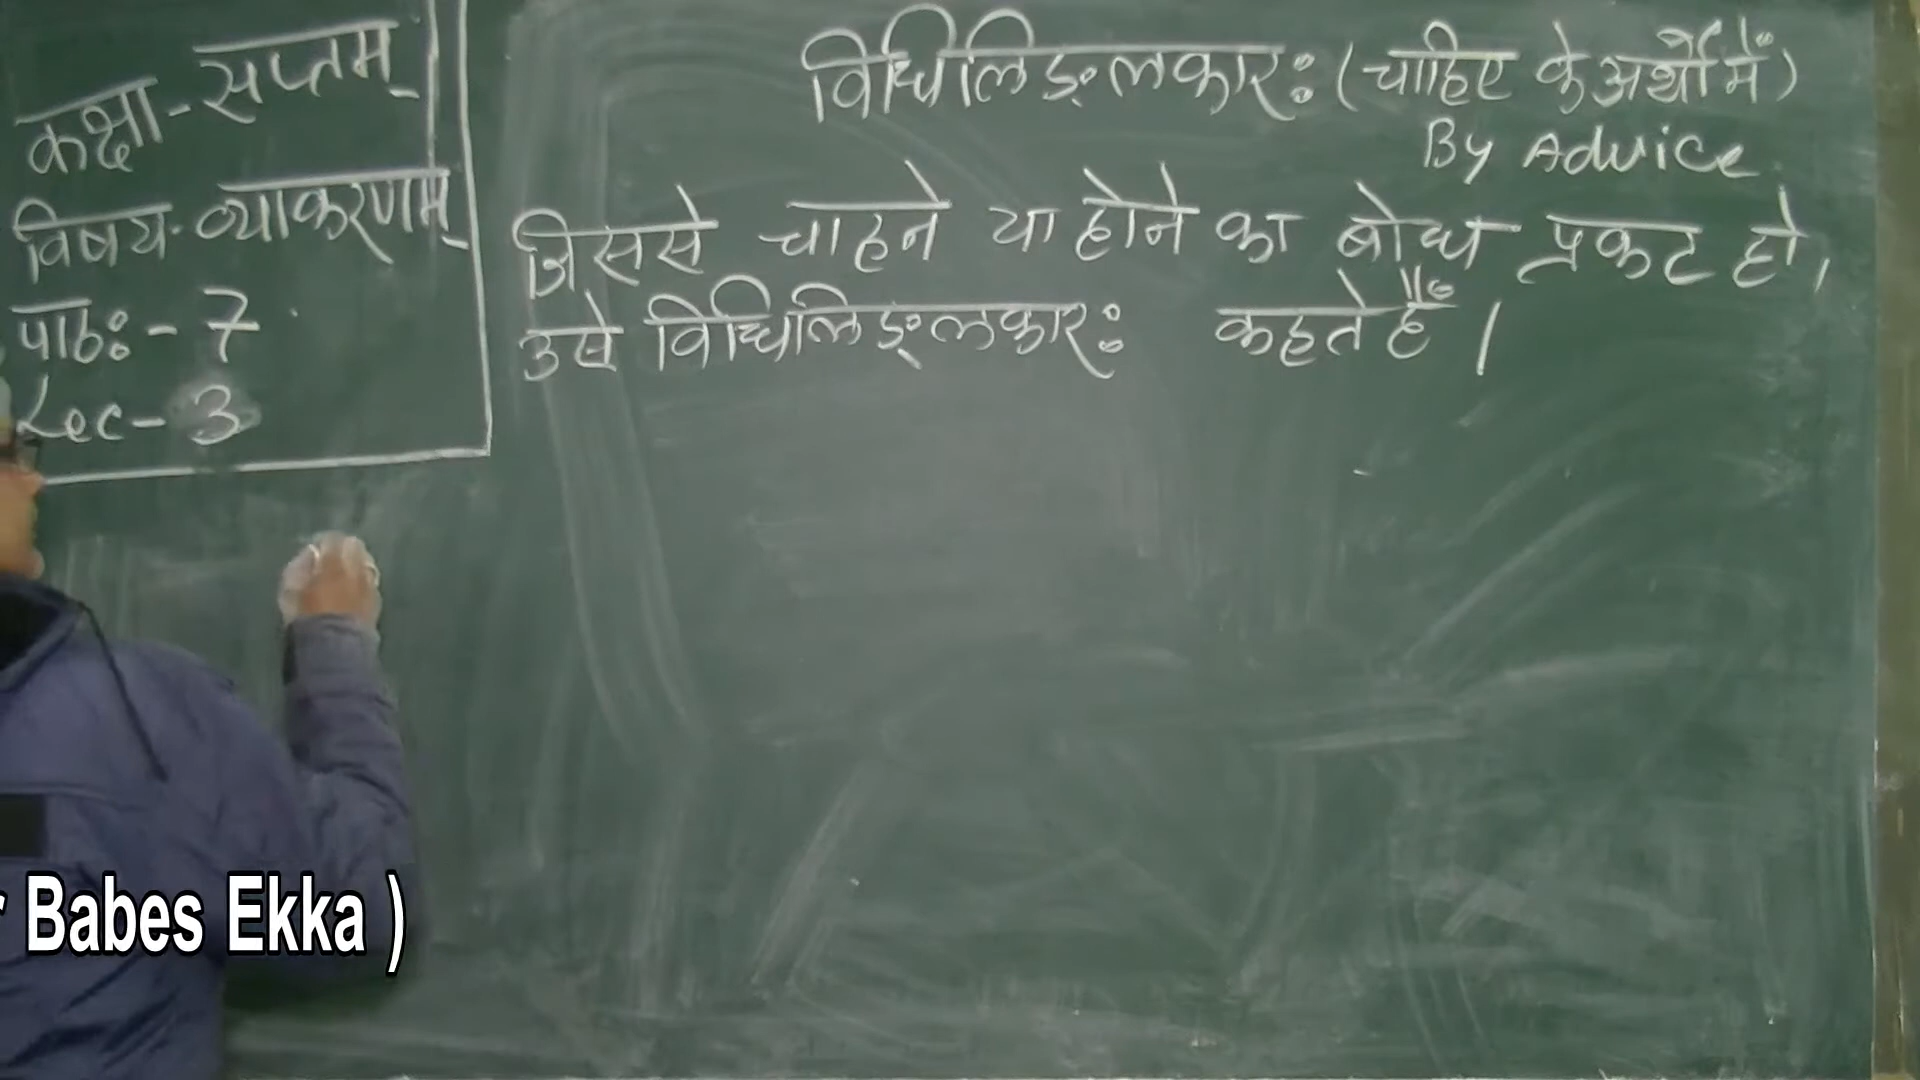 कक्षा - सप्तम्
विषय - व्याकरणम्
पाठः - 7
Lec - 3
विधिलिङ्लकारः (चाहिए के अर्थो में)
By Advice
जिससे चाहने या होने का बोध प्रकट हो,
उसे विधिलिङ्लकारः कहते हैं ।
Babes Ekka )